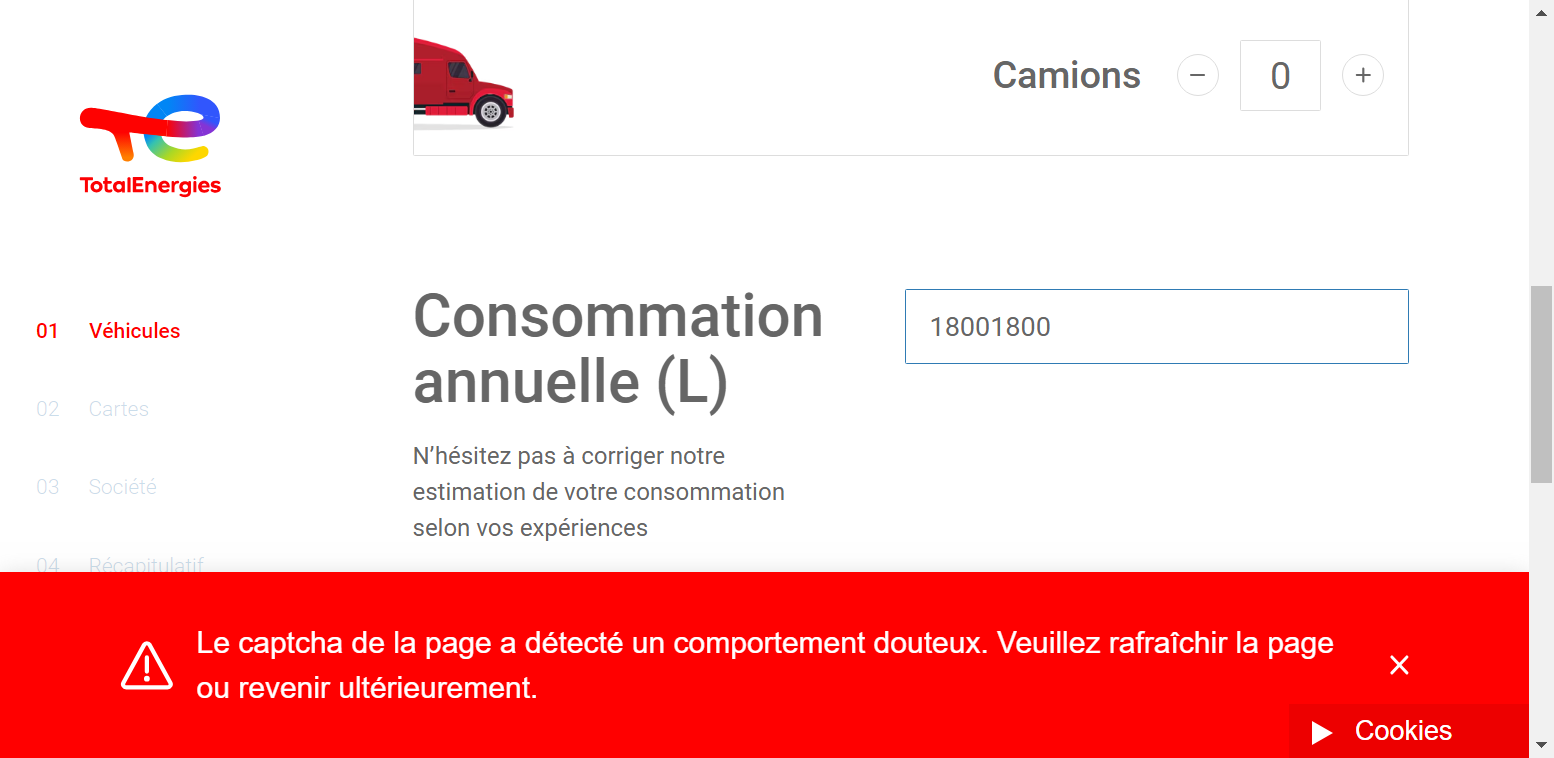 Camions
0
TotalEnergies
Consommation
annuelle (L)
18001800
01 Véhicules
02 Cartes
03 Société
04 Récapitulatif
N’hésitez pas à corriger notre
estimation de votre consommation
selon vos expériences
Le captcha de la page a détecté un comportement douteux. Veuillez rafraîchir la page
ou revenir ultérieurement.
Cookies